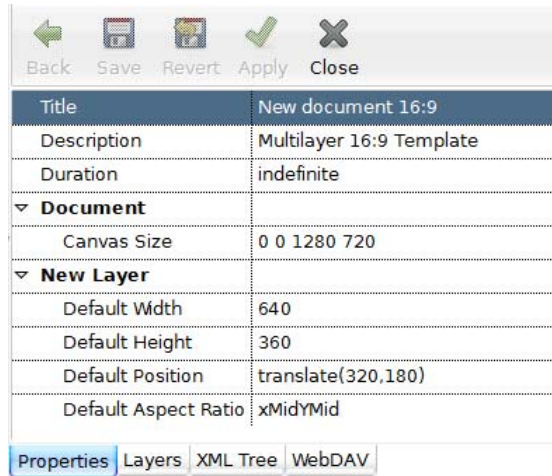 Back Save Revert Apply Close
Title New document 16:9
Description Multilayer 16:9 Template
Duration indefinite
Document
Canvas Size 0 0 1280 720
New Layer
Default Width 640
Default Height 360
Default Position translate(320,180)
Default Aspect Ratio xMidYMid
Properties Layers XML Tree WebDAV